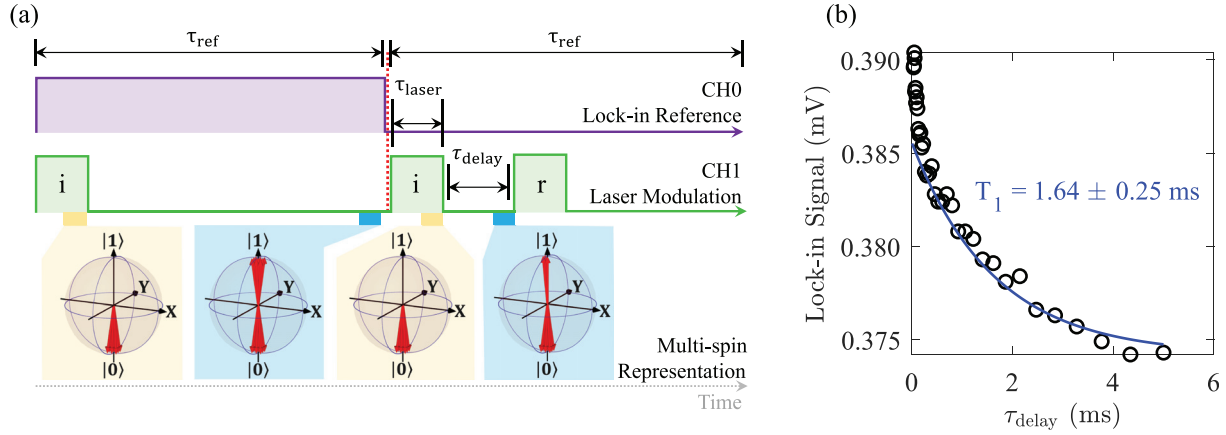 (a)
τref
τref
τlaser
CH0
Lock-in Reference
τdelay
CH1
Laser Modulation
i
i
r
|1⟩
Y
X
|0⟩
|1⟩
Y
X
|0⟩
|1⟩
Y
X
|0⟩
|1⟩
Y
X
|0⟩
Multi-spin
Representation
Time
(b)
Lock-in Signal (mV)
0.390
0.385
0.380
0.375
T1 = 1.64 ± 0.25 ms
0
2
4
6
τdelay (ms)